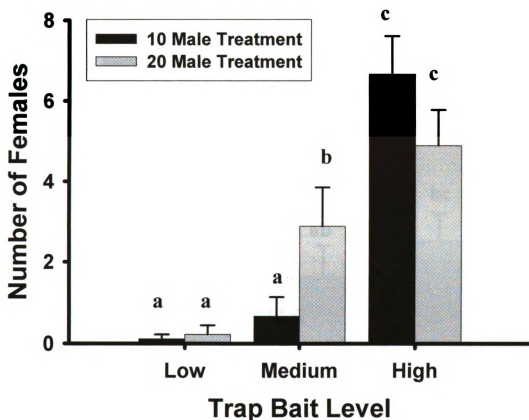 8
6
4
2
0
Number of Females
10 Male Treatment
20 Male Treatment
a a a b c c
Low Medium High
Trap Bait Level